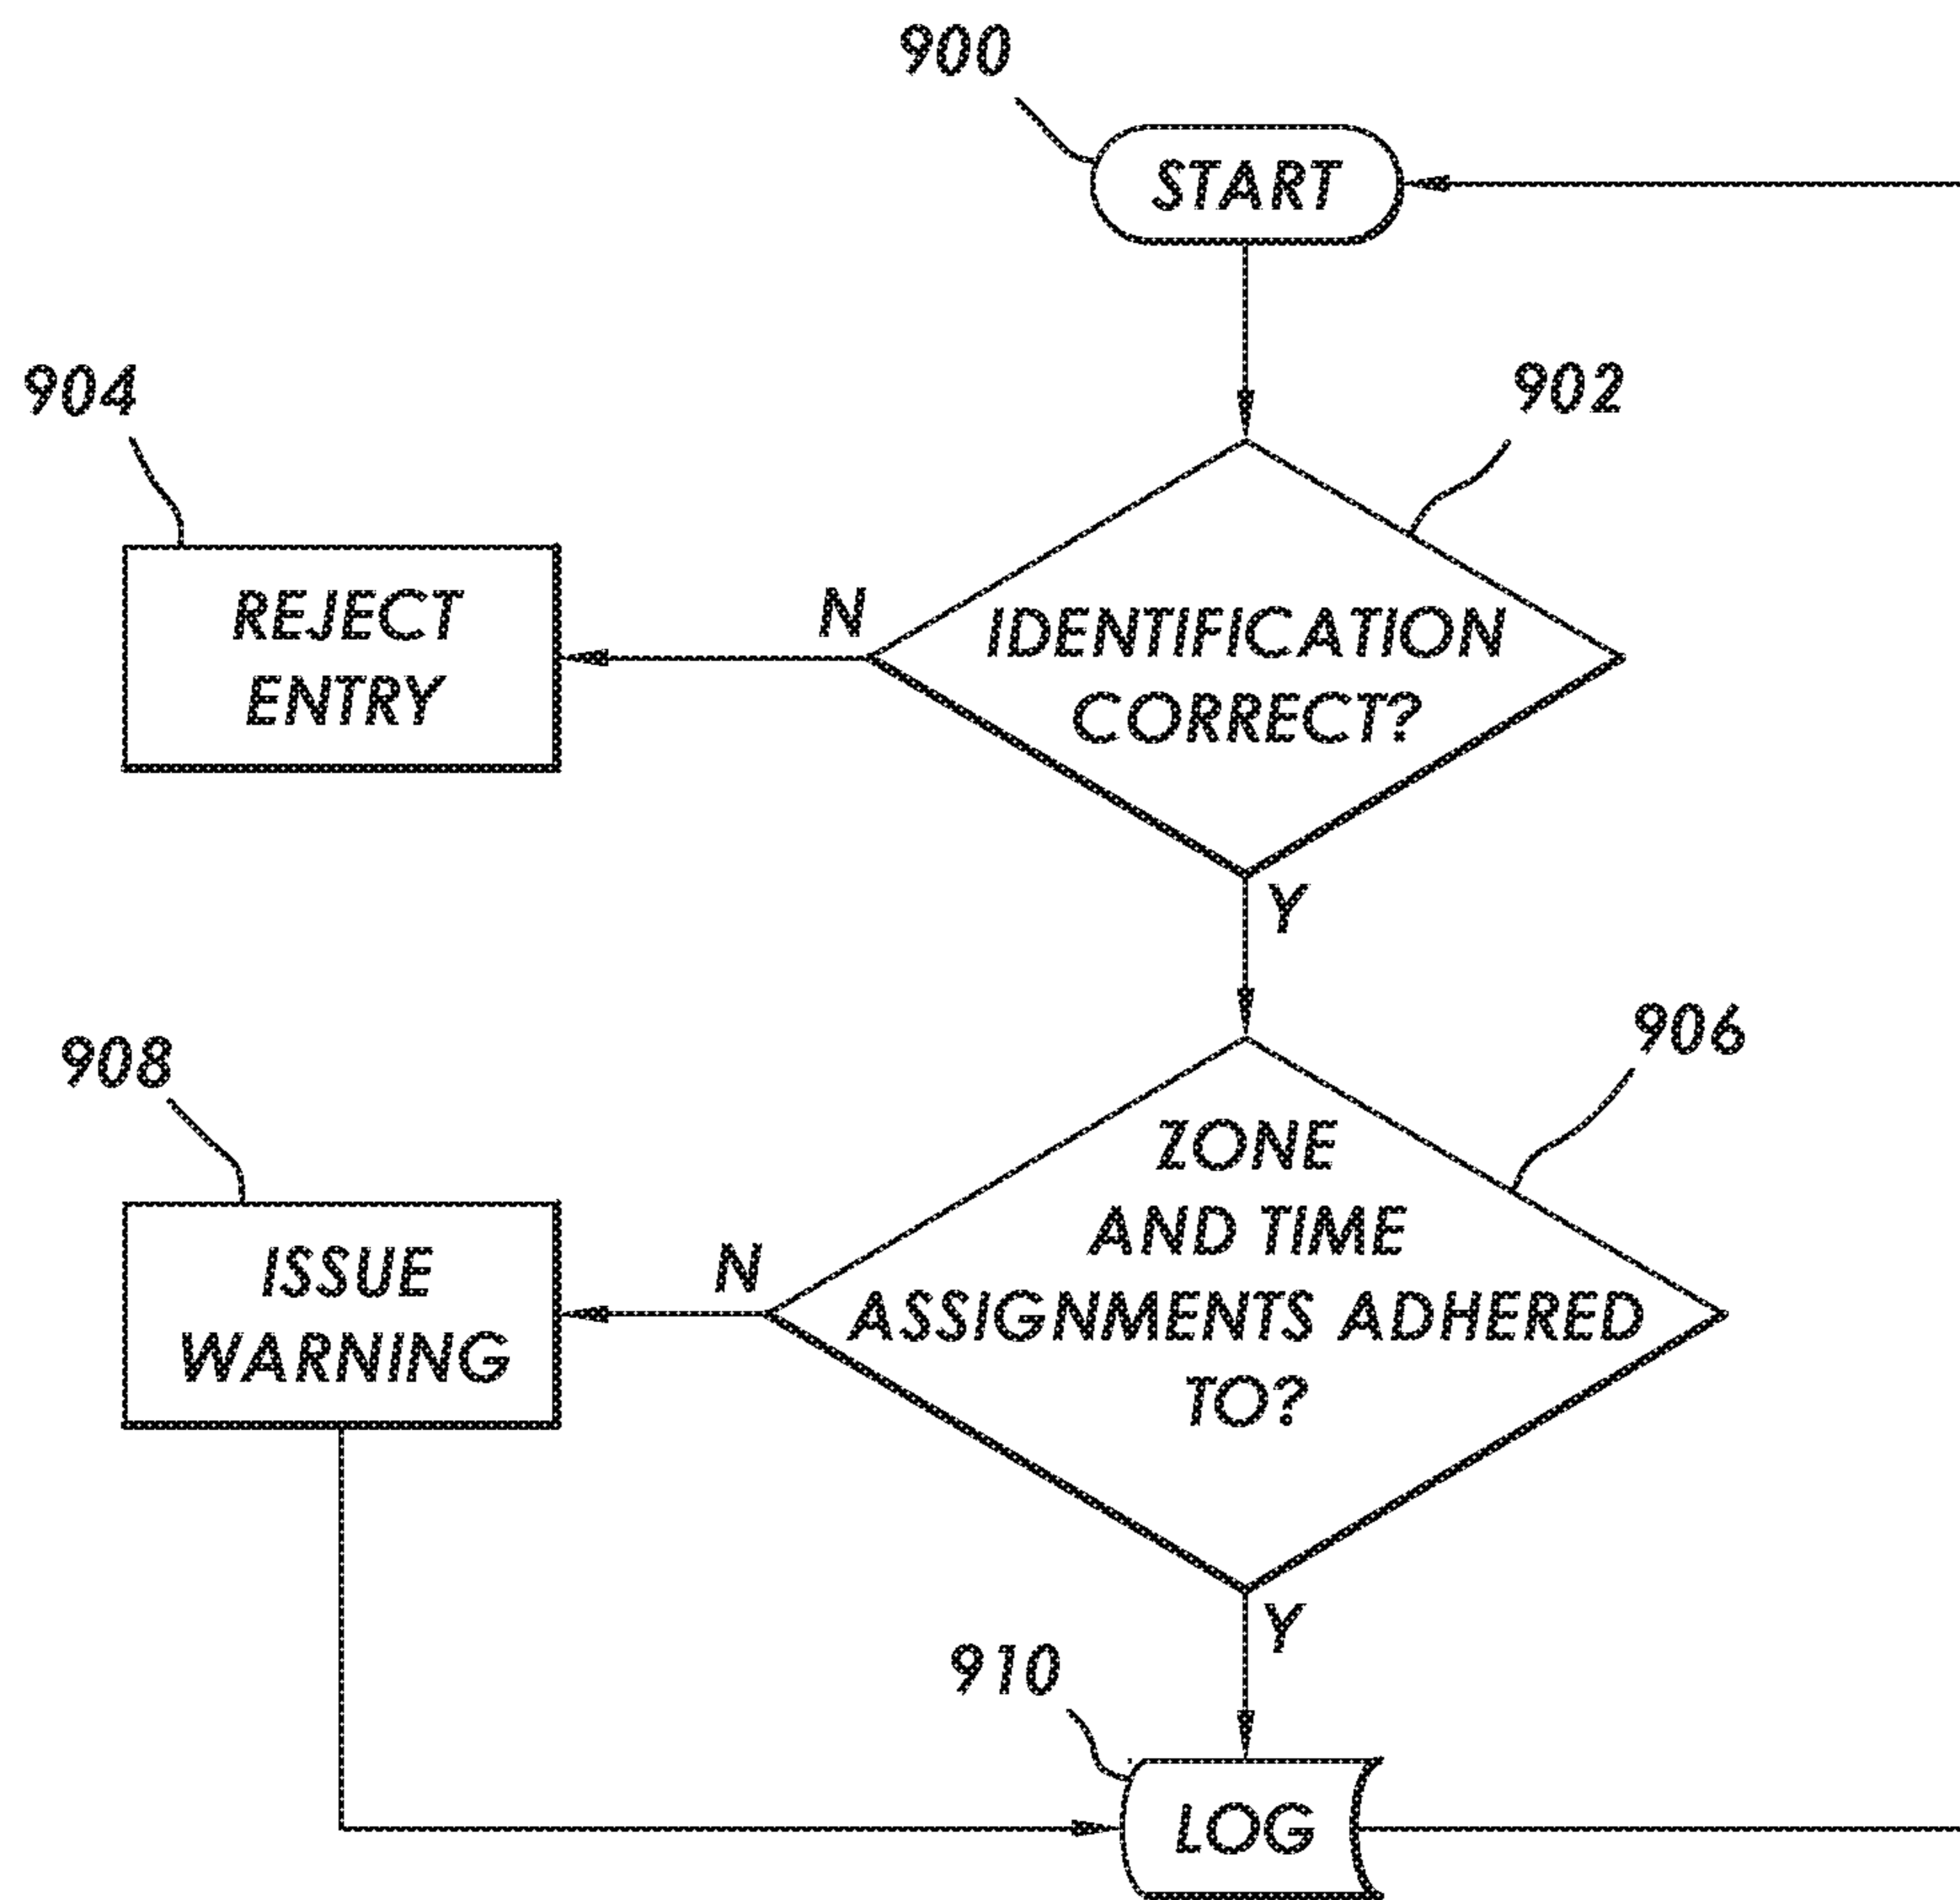 900
START
904
902
REJECT
ENTRY
N
IDENTIFICATION
CORRECT?
Y
908
906
ISSUE
WARNING
N
ZONE
AND TIME
ASSIGNMENTS ADHERED
TO?
Y
910
LOG